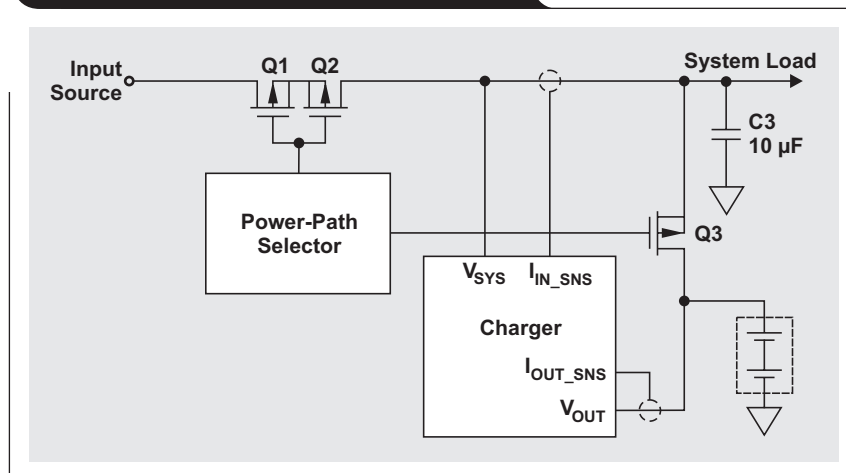 Input
Source
Q1 Q2
System Load
C3
10 µF
Power-Path
Selector
Q3
VSYS IIN_SNS
Charger
IOUT_SNS
VOUT